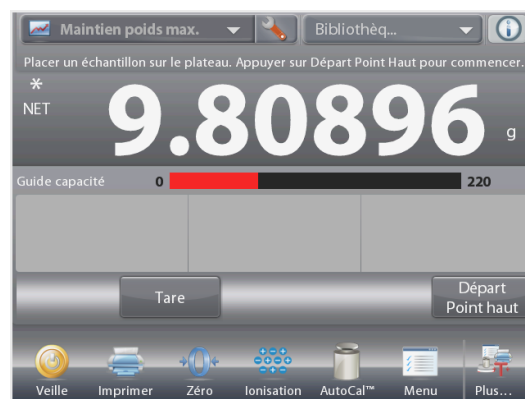 Maintien poids max.
Bibliothèq...
Placer un échantillon sur le plateau. Appuyer sur Départ Point Haut pour commencer.
*
NET
9.80896 g
Guide capacité 0 220
Tare
Départ
Point haut
Veille Imprimer Zéro Ionisation AutoCal™ Menu Plus...